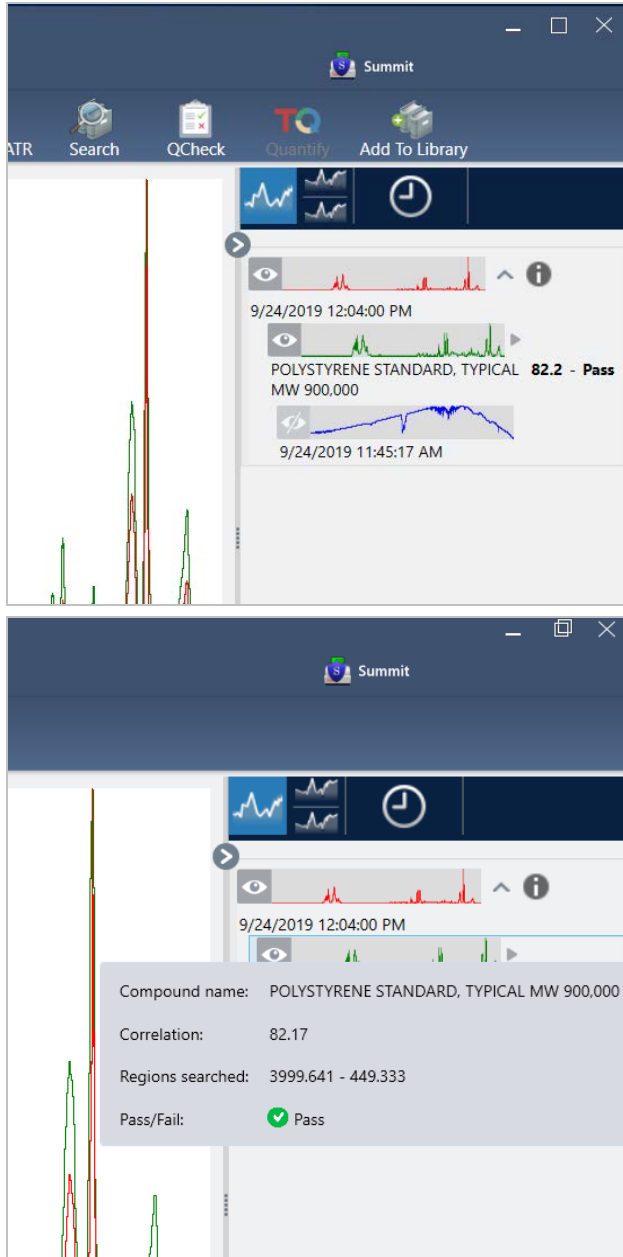 Summit
ATR Search QCheck Quantify Add To Library
9/24/2019 12:04:00 PM
POLYSTYRENE STANDARD, TYPICAL 82.2 - Pass
MW 900,000
9/24/2019 11:45:17 AM
Summit
9/24/2019 12:04:00 PM
Compound name: POLYSTYRENE STANDARD, TYPICAL MW 900,000
Correlation: 82.17
Regions searched: 3999.641 - 449.333
Pass/Fail: Pass